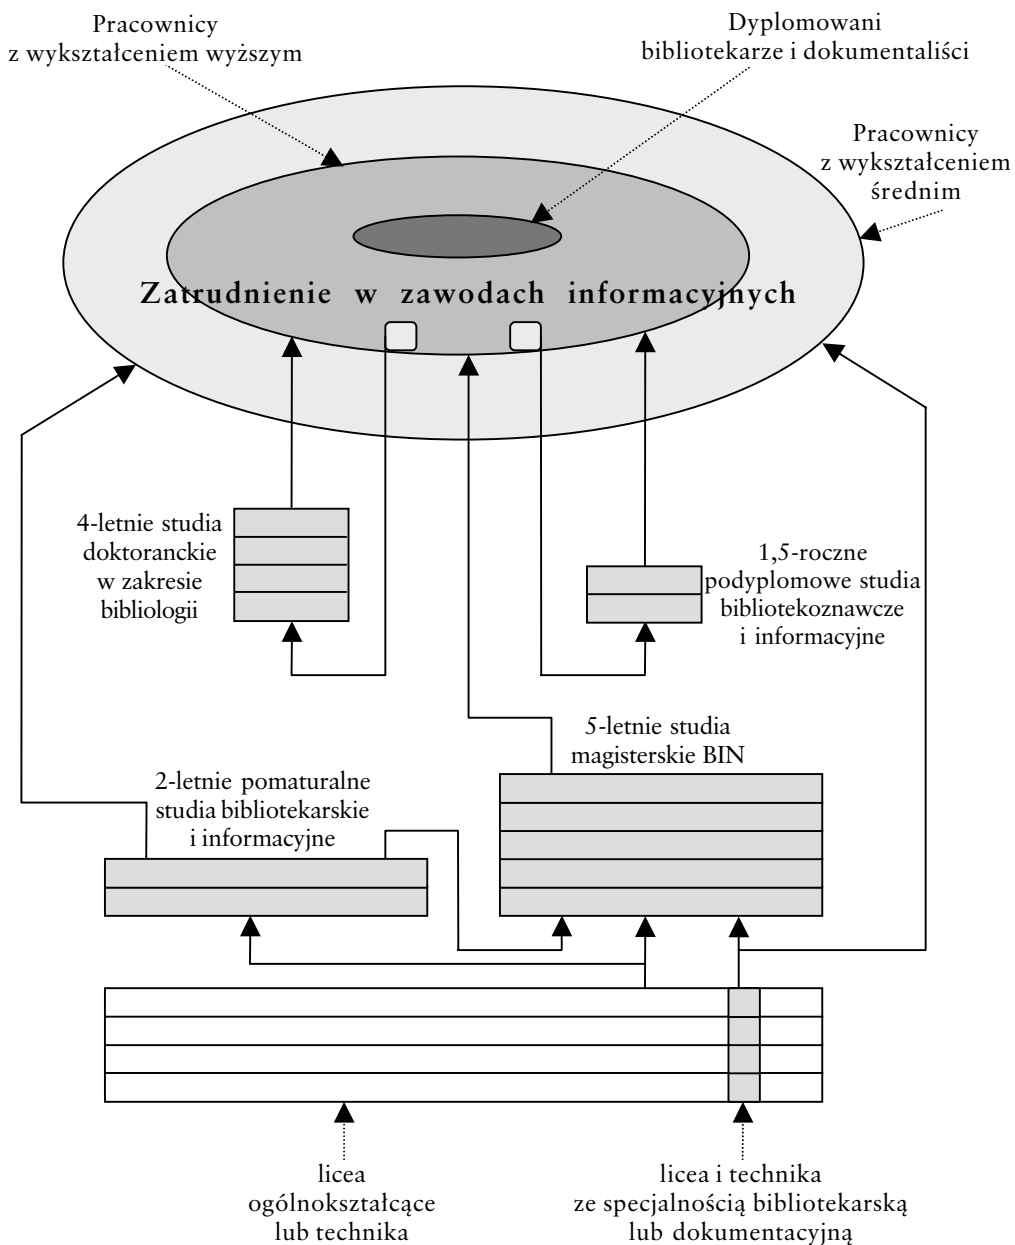 Pracownicy
z wykształceniem wyższym
Dyplomowani
bibliotekarze i dokumentaliści
Pracownicy
z wykształceniem
średnim
Zatrudnienie w zawodach informacyjnych
4-letnie studia
doktoranckie
w zakresie
bibliologii
1,5-roczne
podyplomowe studia
bibliotekoznawcze
i informacyjne
5-letnie studia
magisterskie BIN
2-letnie pomaturalne
studia bibliotekarskie
i informacyjne
licea
ogólnokształcące
lub technika
licea i technika
ze specjalnością bibliotekarską
lub dokumentacyjną